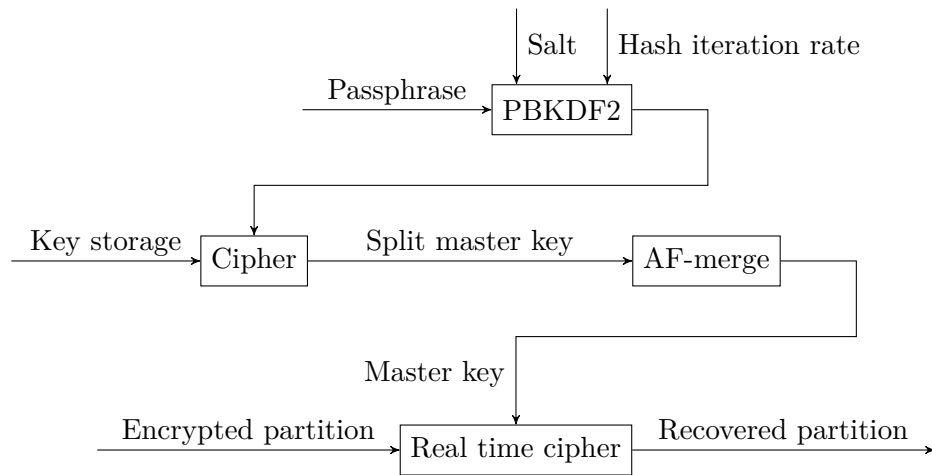 Salt
Hash iteration rate
Passphrase
PBKDF2
Key storage
Cipher
Split master key
AF-merge
Master key
Encrypted partition
Real time cipher
Recovered partition